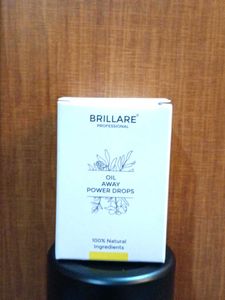 BRILLARE®
PROFESSIONAL
OIL
AWAY
POWER DROPS
100% Natural
Ingredients